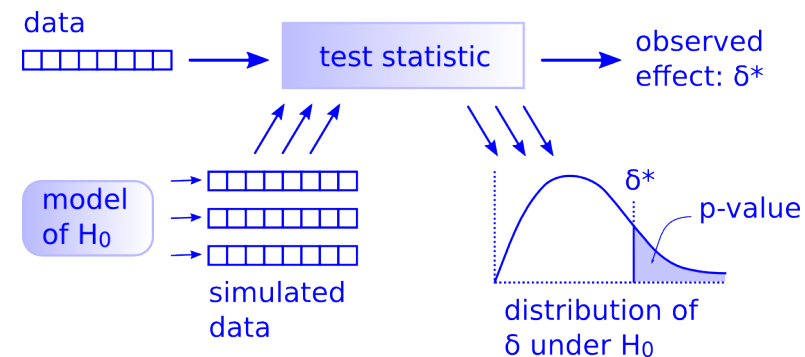 data
test statistic
observed
effect: δ*
model
of H₀
simulated
data
δ*
p-value
distribution of
δ under H₀